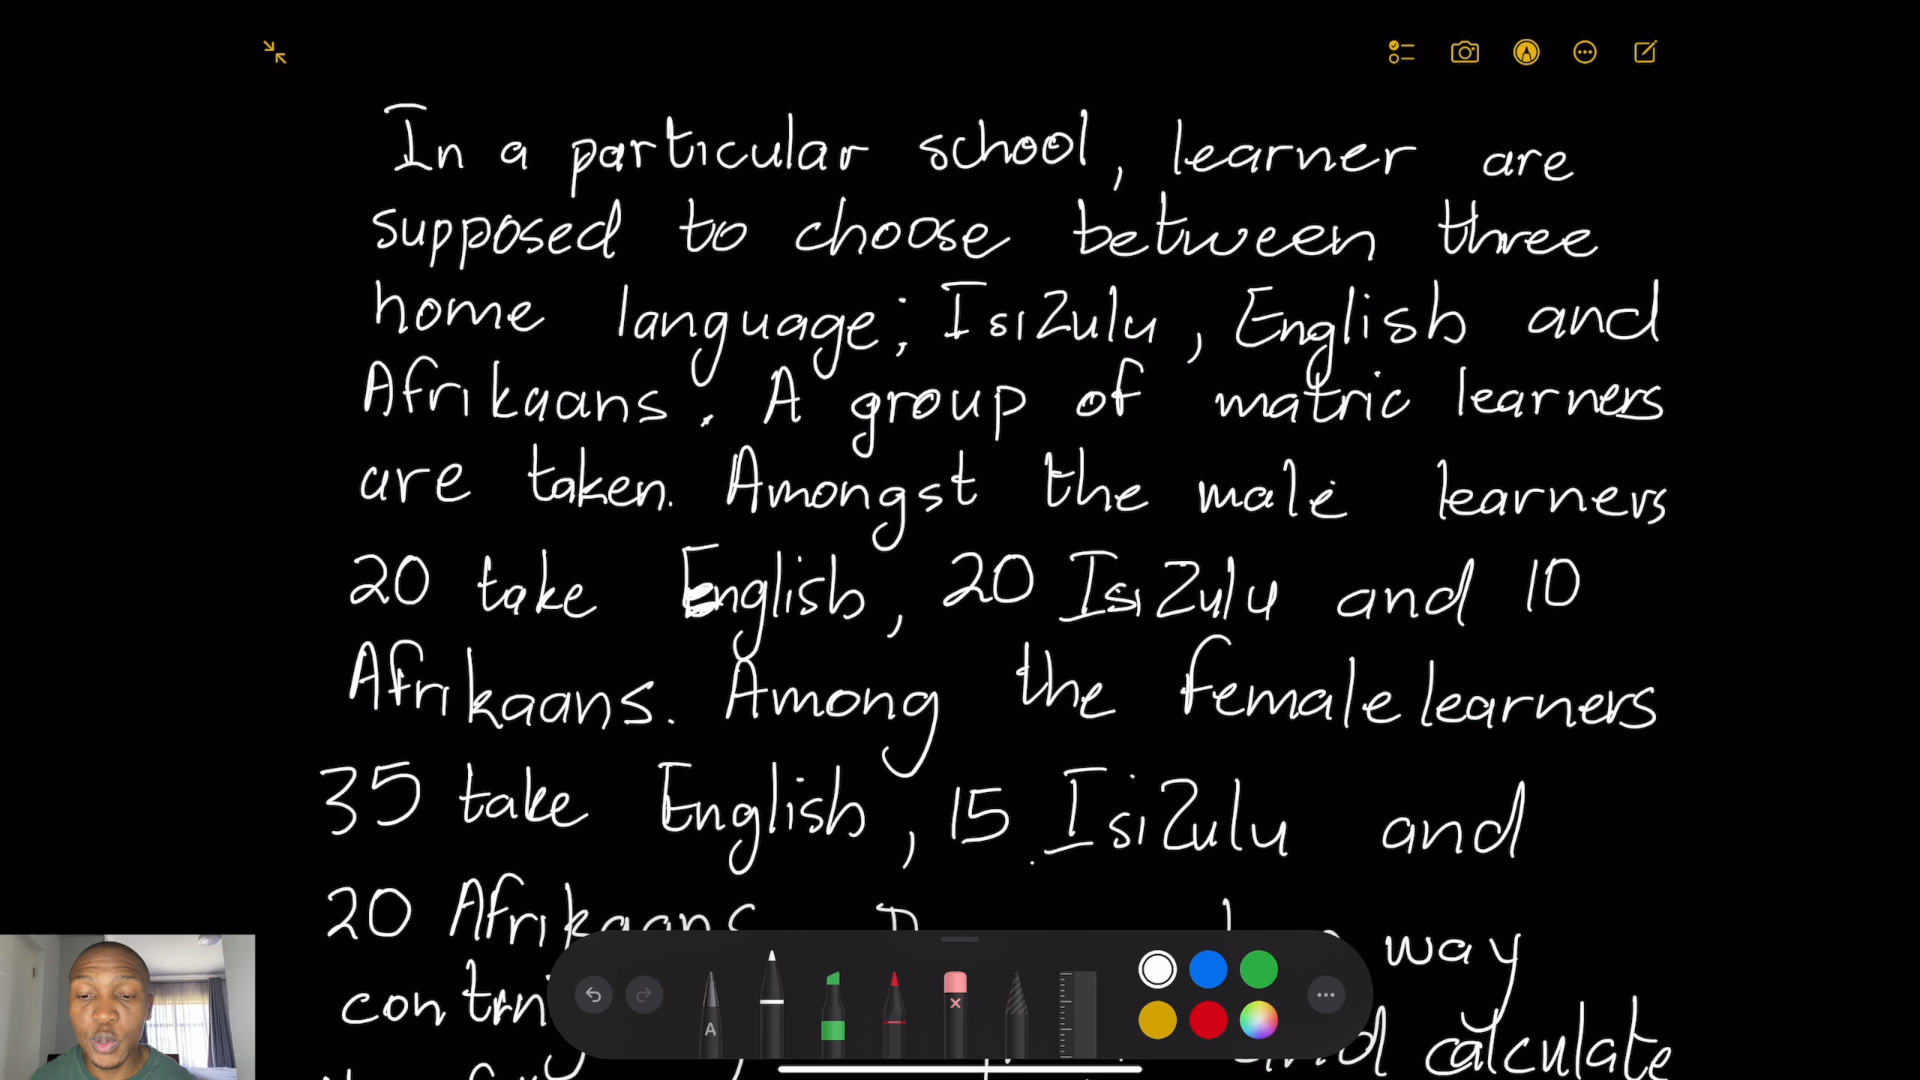 In a particular school, learner are
supposed to choose between three
home language; IsiZulu, English and
Afrikaans. A group of matric learners
are taken. Amongst the male learners
20 take English, 20 IsiZulu and 10
Afrikaans. Among the female learners
35 take English, 15 IsiZulu and
20 Afrikaans way
and calculate
A